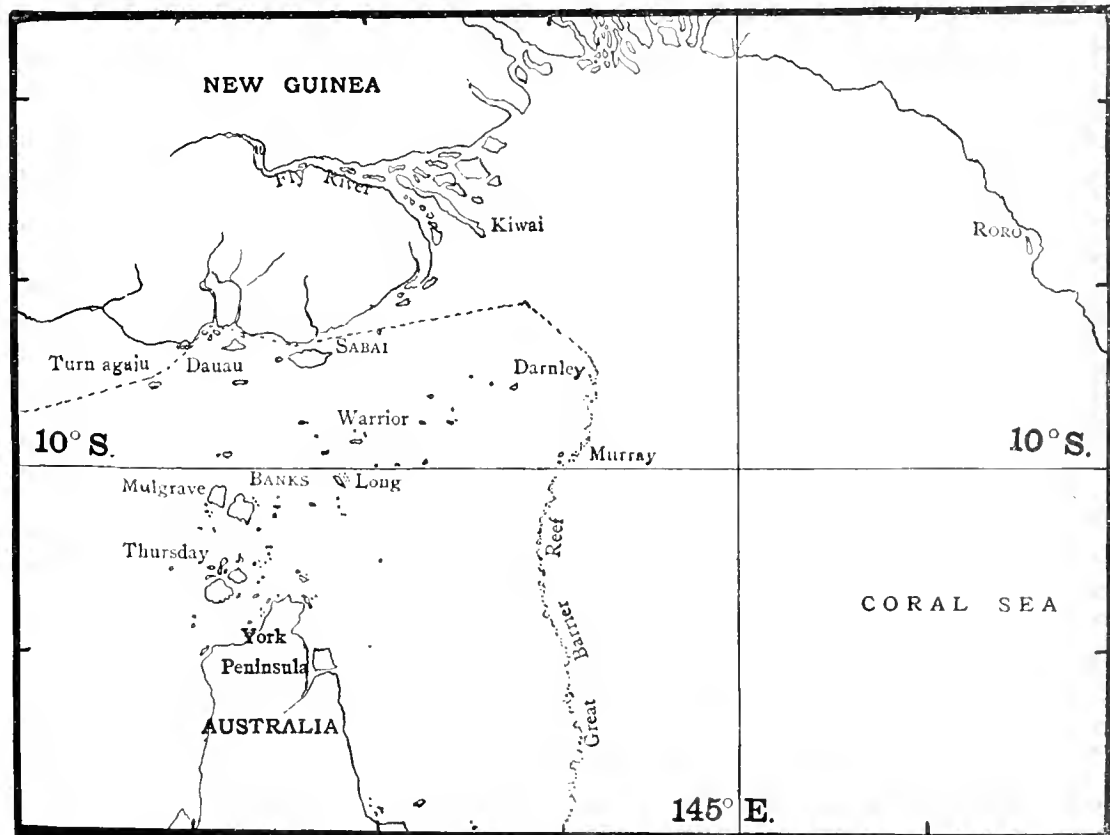 NEW GUINEA
Fly River
Kiwai
RORO
SABAI
Turn again
Dauau
Darnley
Warrior
10° S.
10° S.
Murray
BANKS
Long
Mulgrave
Reef
Thursday
CORAL SEA
Barrier
York
Peninsula
Great
AUSTRALIA
145° E.